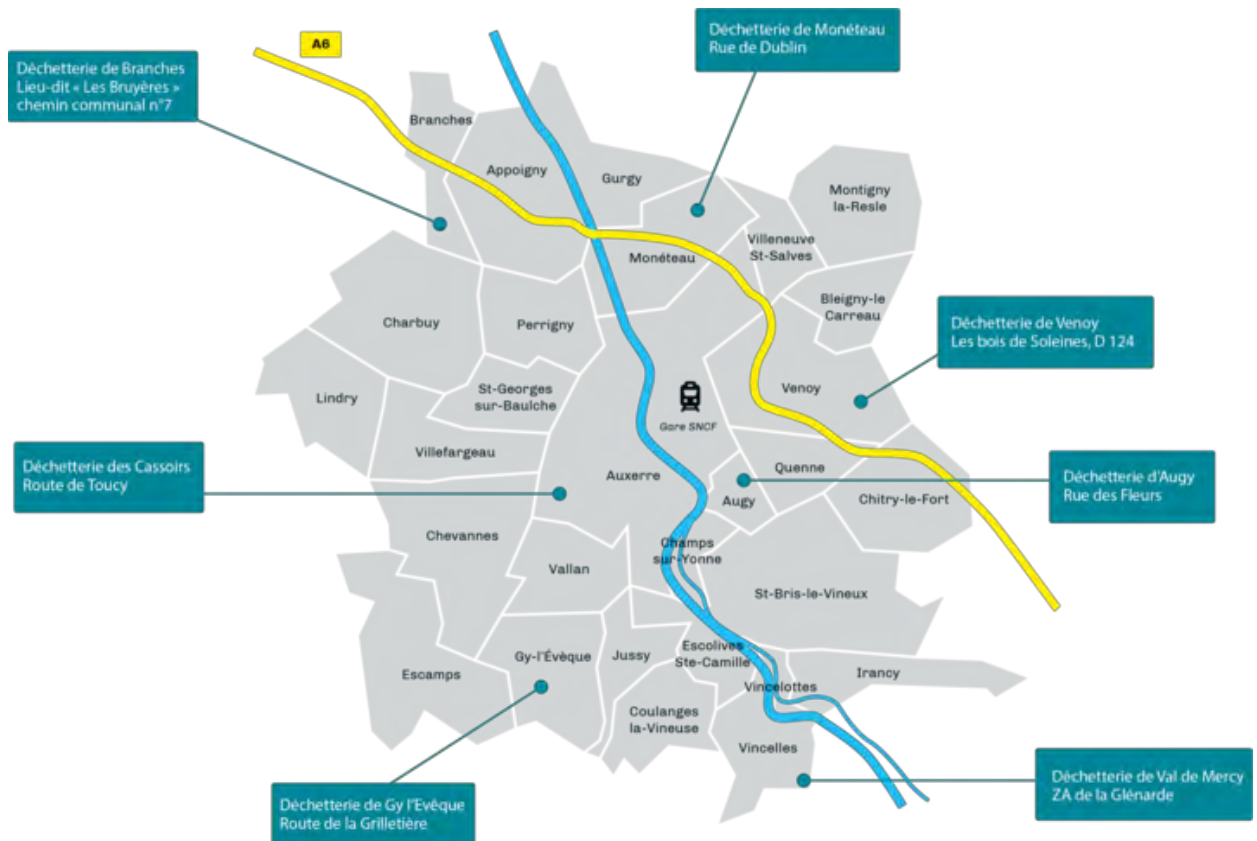 A6
Déchetterie de Monéteau
Rue de Dublin
Déchetterie de Branches
Lieu-dit « Les Bruyères »
chemin communal n°7
Branches
Appoigny
Gurgy
Montigny
la-Resle
Villeneuve
St-Salves
Monéteau
Bleigny-le
Carreau
Charbuy
Perrigny
Déchetterie de Venoy
Les bois de Soleines, D 124
Venoy
St-Georges
sur-Baulche
Lindry
Gare SNCF
Villefargeau
Déchetterie des Cassoirs
Route de Toucy
Auxerre
Quenne
Augy
Chitry-le-Fort
Déchetterie d'Augy
Rue des Fleurs
Chevannes
Champs
sur-Yonne
Vallan
St-Bris-le-Vineux
Gy-l'Évèque
Jussy
Escolives
Ste-Camille
Escamps
Irancy
Vincelottes
Coulanges
la-Vineuse
Vincelles
Déchetterie de Val de Mercy
ZA de la Glénarde
Déchetterie de Gy l'Evêque
Route de la Grilletière